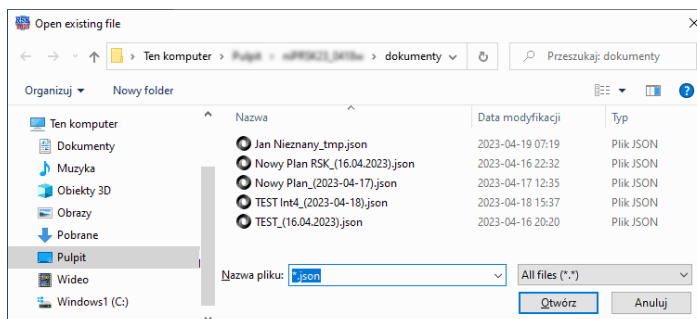 Open existing file
Ten komputer > Pulpit > > dokumenty
Przeszukaj: dokumenty
Organizuj
Nowy folder
Ten komputer
Dokumenty
Muzyka
Obiekty 3D
Obrazy
Pobrane
Pulpit
Wideo
Windows1 (C:)
Nazwa Data modyfikacji Typ
Jan Nieznany_tmp.json 2023-04-19 07:19 Plik JSON
Nowy Plan RSK_(16.04.2023).json 2023-04-16 22:32 Plik JSON
Nowy Plan_(2023-04-17).json 2023-04-17 12:35 Plik JSON
TEST Int4_(2023-04-18).json 2023-04-18 15:37 Plik JSON
TEST_(16.04.2023).json 2023-04-16 20:20 Plik JSON
Nazwa pliku: *.json All files (*.*)
Otwórz Anuluj